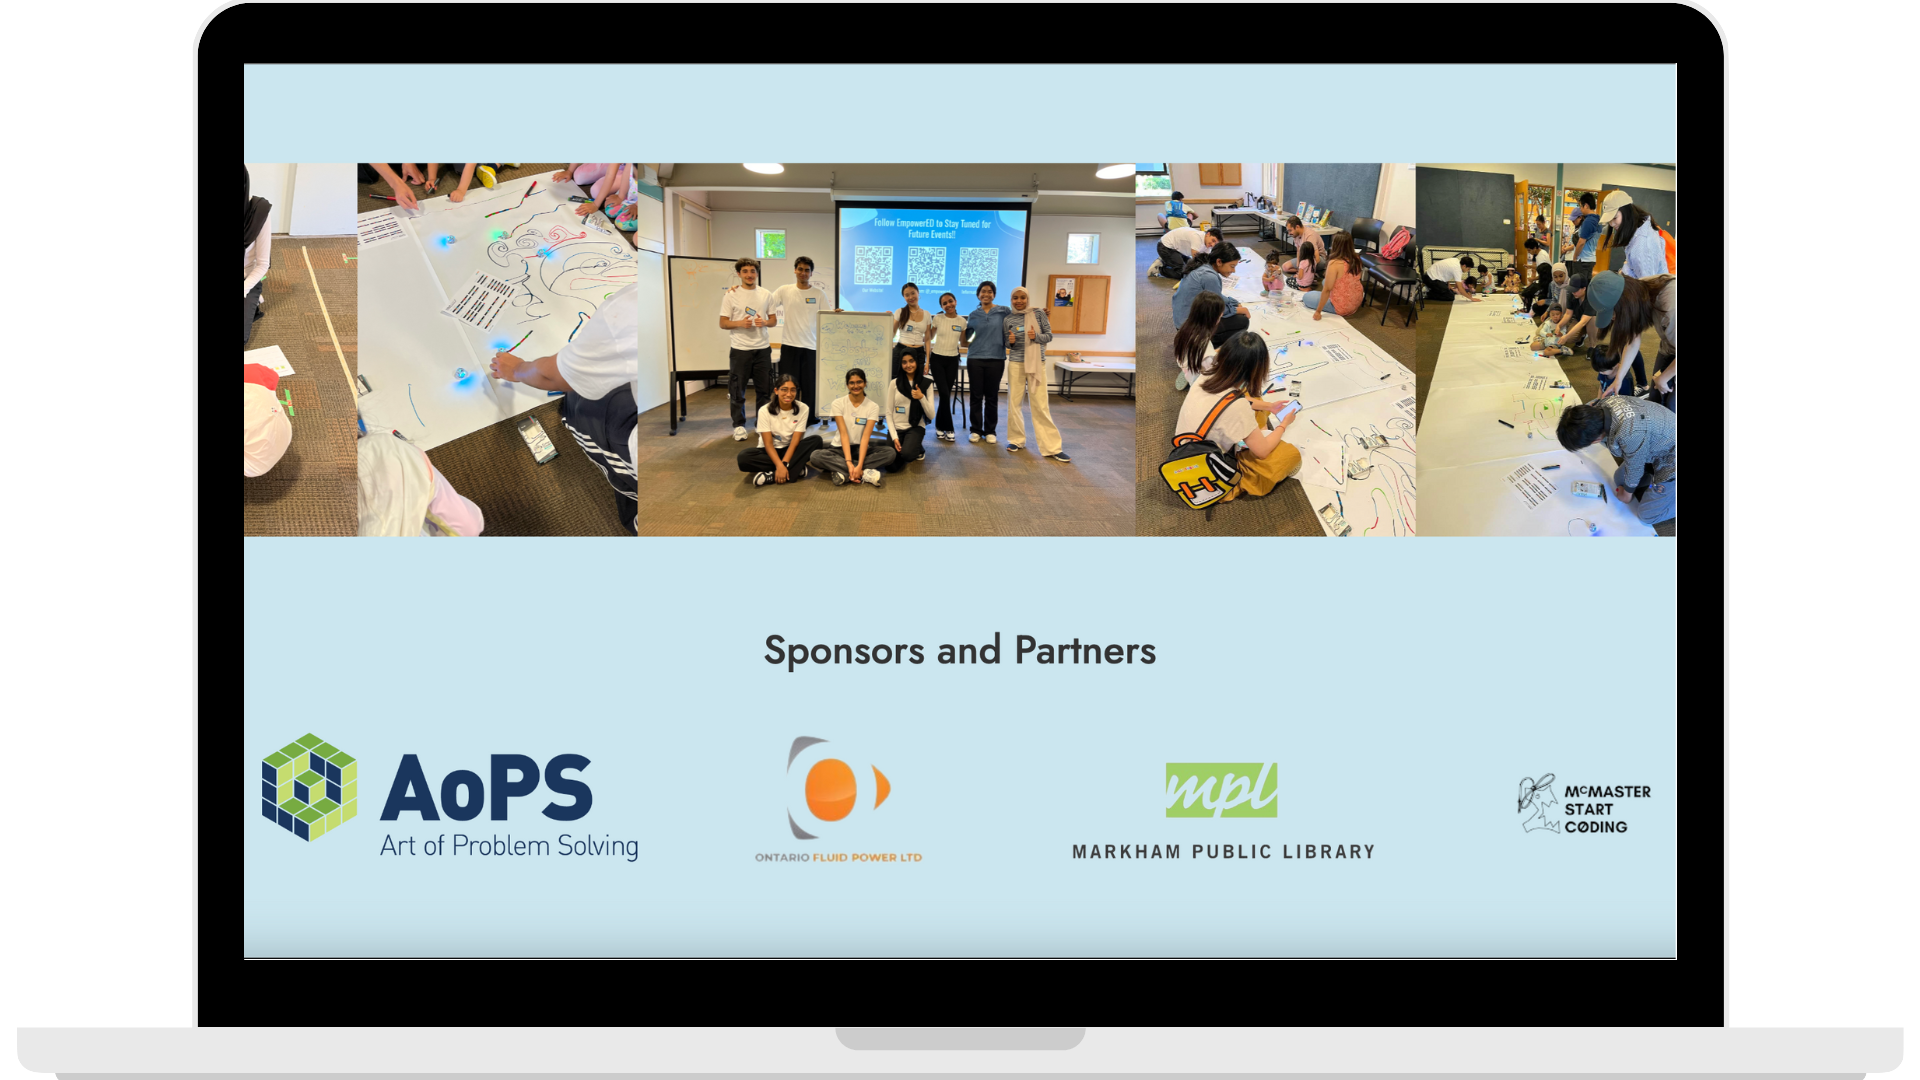 Follow EmpowerED to Stay Tuned for
Future Events!!
Sponsors and Partners
AoPS
Art of Problem Solving
ONTARIO FLUID POWER LTD
mpl
MARKHAM PUBLIC LIBRARY
MCMASTER
START
CØDING